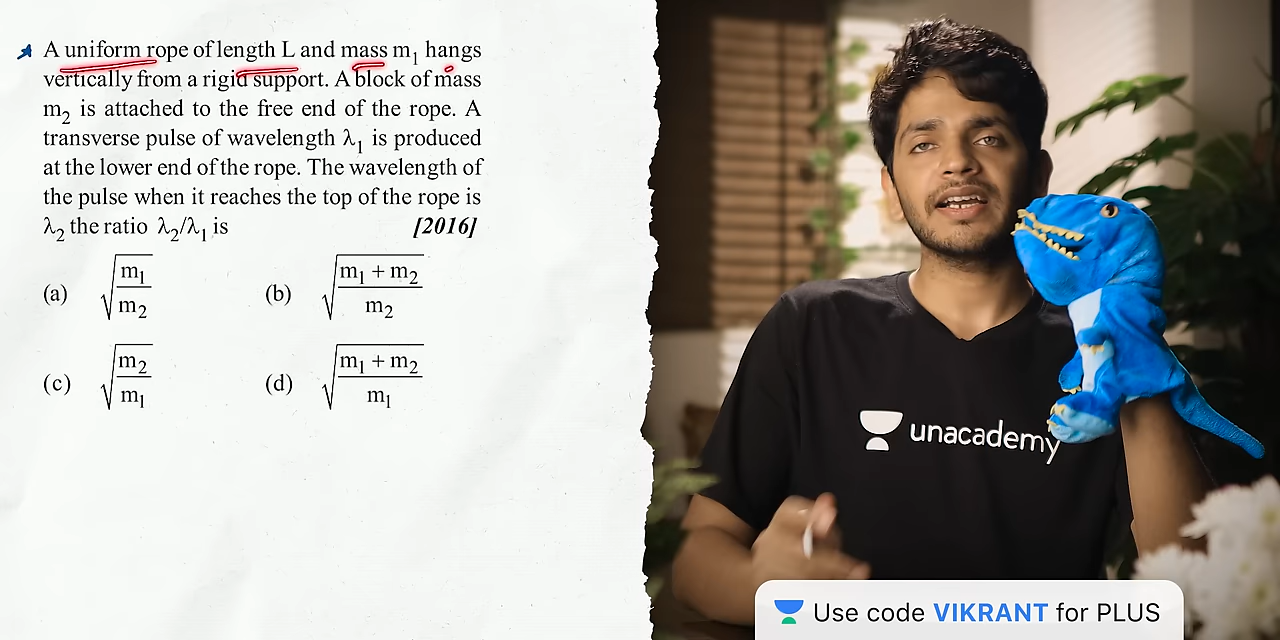 A uniform rope of length L and mass m₁ hangs
vertically from a rigid support. A block of mass
m₂ is attached to the free end of the rope. A
transverse pulse of wavelength λ₁ is produced
at the lower end of the rope. The wavelength of
the pulse when it reaches the top of the rope is
λ₂ the ratio λ₂/λ₁ is [2016]
(a) √(m₁/m₂) (b) √((m₁ + m₂)/m₂)
(c) √(m₂/m₁) (d) √((m₁ + m₂)/m₁)
unacademy
Use code VIKRANT for PLUS